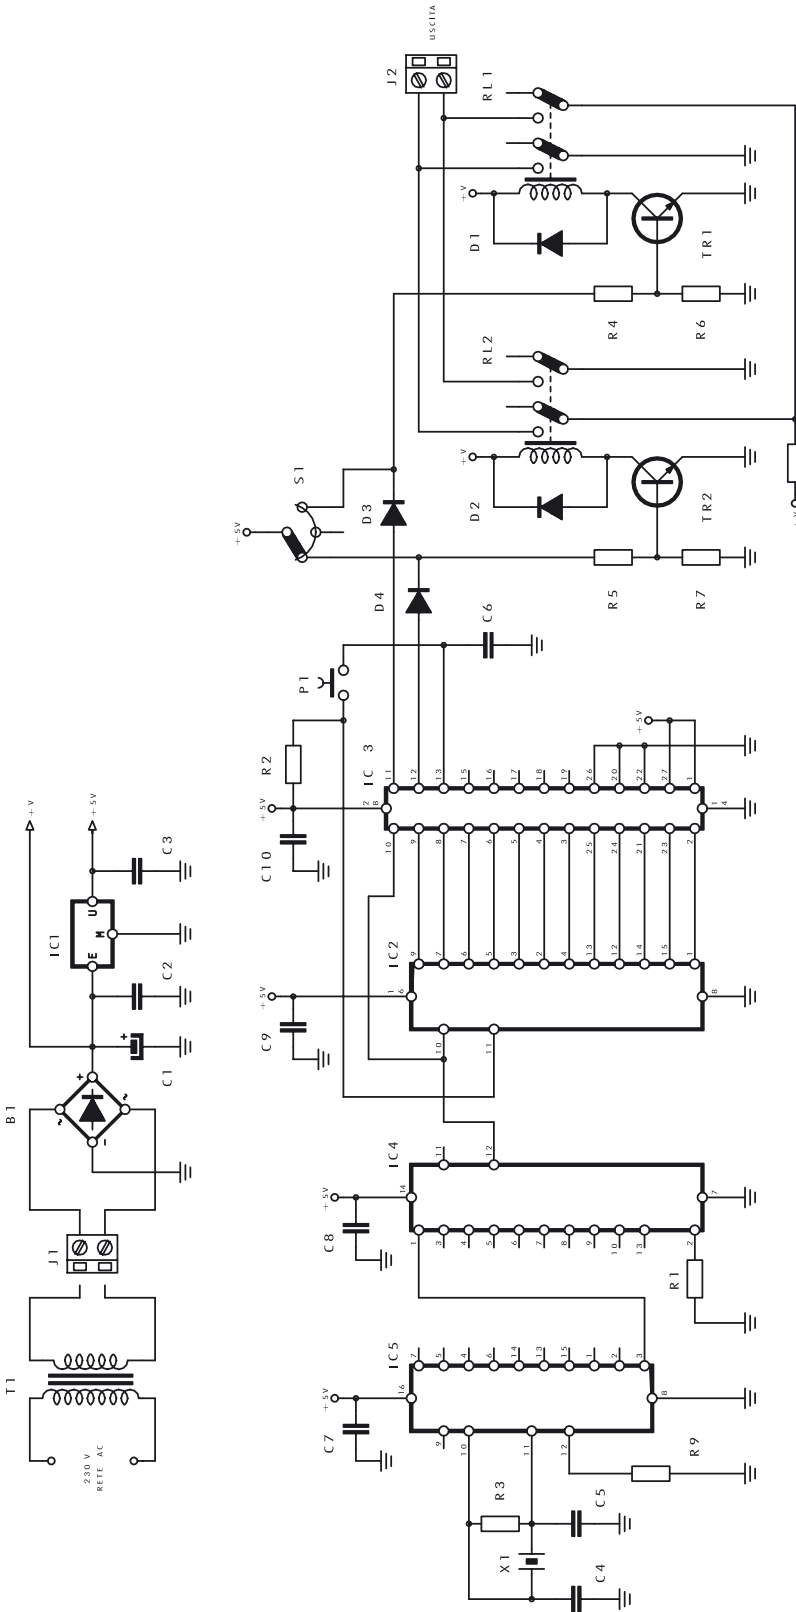 USCITA
J2
RL1
+V
D1
TR1
R4
R6
RL2
+V
D2
TR2
R5
R7
+V
S1
+5V
D3
D4
C6
P1
R2
+5V
C10
IC 3
11
12
13
15
16
17
18
19
26
20
22
27
1
+5V
28
14
10
9
8
7
6
5
4
3
25
24
21
23
2
+V
+5V
C3
IC1
U
M
E
C2
+
C1
B1
+
~
~
-
J1
T1
230 V
RETE AC
IC2
+5V
C9
16
9
7
6
5
3
2
4
13
12
14
15
1
8
10
11
IC4
+5V
C8
14
11
12
7
1
3
4
5
6
7
8
9
10
13
2
R1
IC5
+5V
C7
16
7
5
4
6
14
13
15
1
2
3
8
9
10
11
12
R9
R3
C5
X1
C4